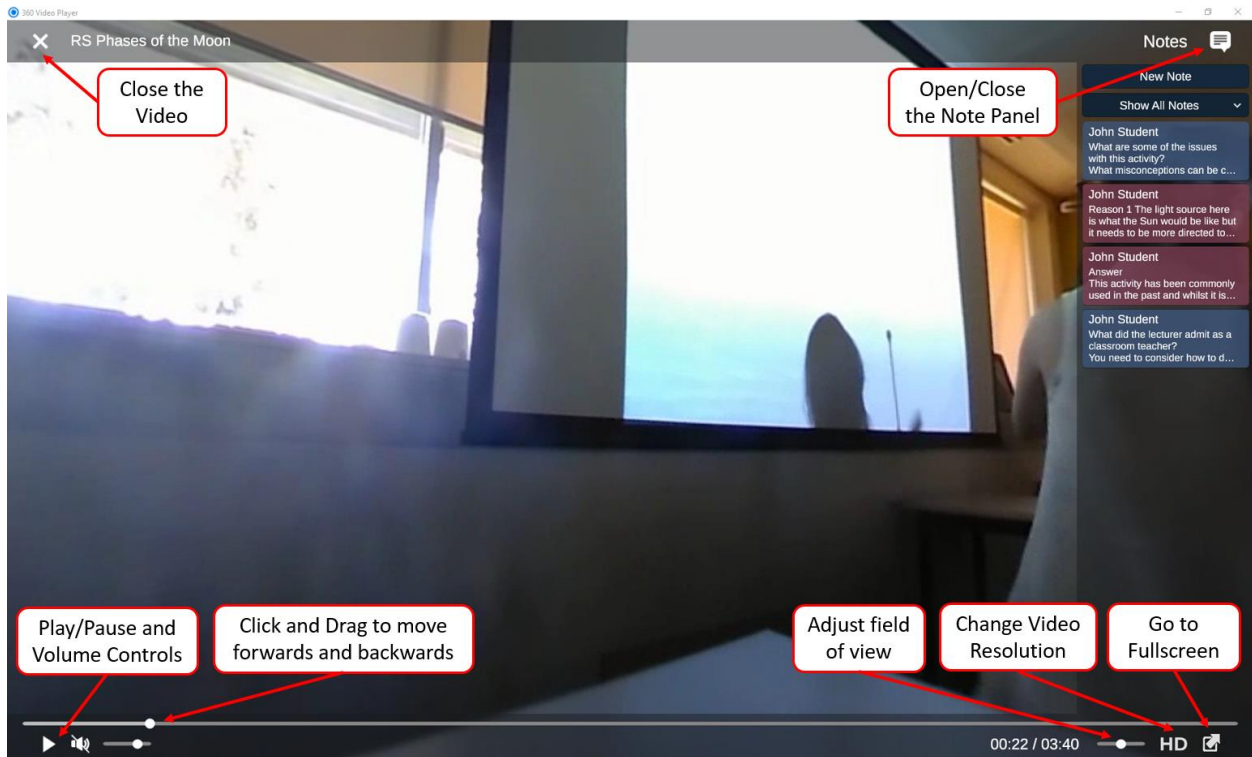 360 Video Player
RS Phases of the Moon
Notes
Close the
Video
Open/Close
the Note Panel
New Note
Show All Notes
John Student
What are some of the issues
with this activity?
What misconceptions can be c...
John Student
Reason 1 The light source here
is what the Sun would be like but
it needs to be more directed to...
John Student
Answer
This activity has been commonly
used in the past and whilst it is...
John Student
What did the lecturer admit as a
classroom teacher?
You need to consider how to d...
Play/Pause and
Volume Controls
Click and Drag to move
forwards and backwards
Adjust field
of view
Change Video
Resolution
Go to
Fullscreen
00:22 / 03:40
HD